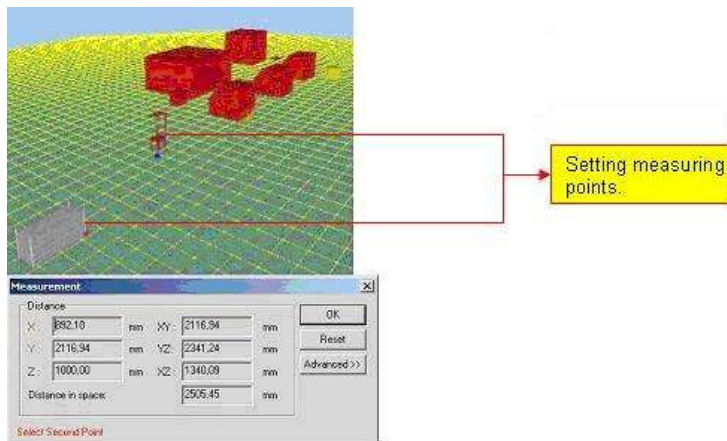 Setting measuring
points.
Measurement
Distance
X : 892,10 mm XY : 2116,94 mm
Y : 2116,94 mm YZ: 2341,24 mm
Z : 1000,00 mm XZ : 1340,09 mm
Distance in space: 2505,45 mm
OK
Reset
Advanced >>
Select Second Point